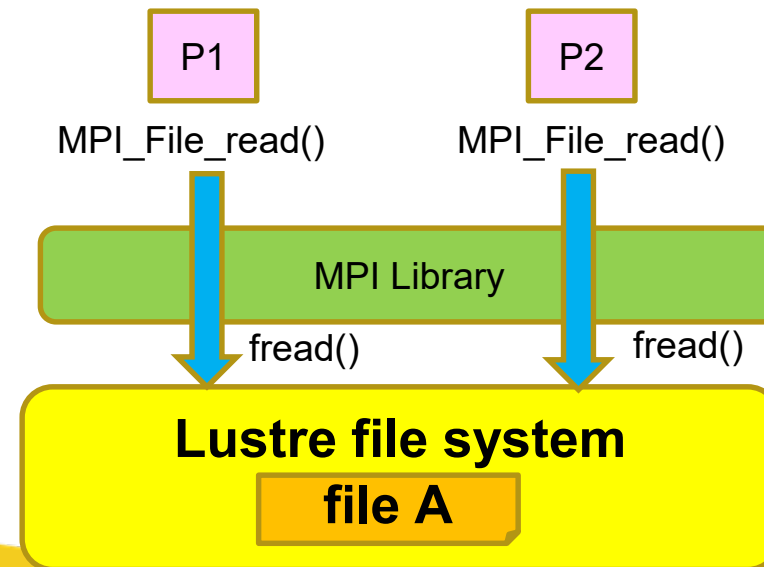 P1
P2
MPI_File_read()
MPI_File_read()
MPI Library
fread()
fread()
Lustre file system
file A